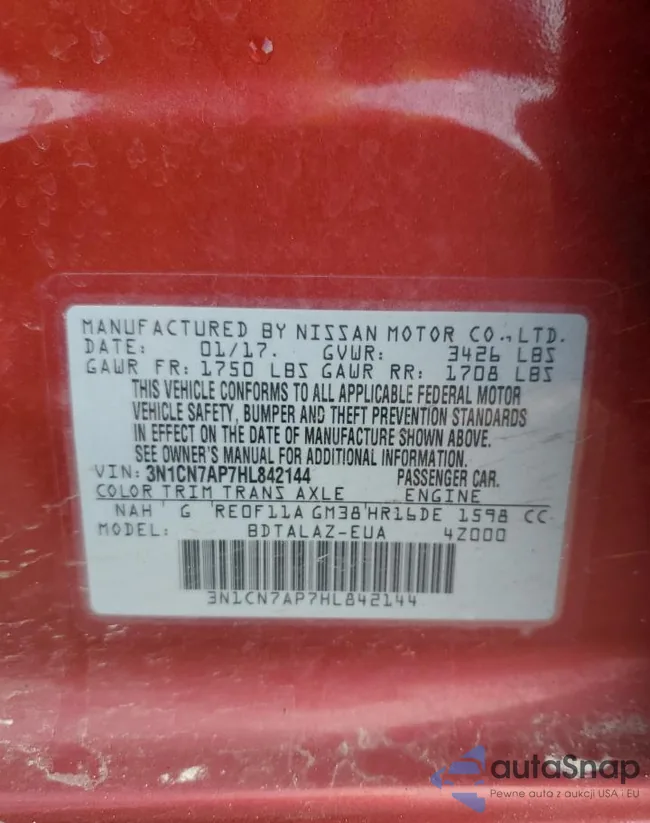 MANUFACTURED BY NISSAN MOTOR CO., LTD.
DATE: 01/17. GVWR: 3426 LBS
GAWR FR: 1750 LBS GAWR RR: 1708 LBS
THIS VEHICLE CONFORMS TO ALL APPLICABLE FEDERAL MOTOR
VEHICLE SAFETY, BUMPER AND THEFT PREVENTION STANDARDS
IN EFFECT ON THE DATE OF MANUFACTURE SHOWN ABOVE.
SEE OWNER'S MANUAL FOR ADDITIONAL INFORMATION.
VIN: 3N1CN7AP7HL842144 PASSENGER CAR.
COLOR TRIM TRANS AXLE ENGINE
NAH G RE0F11A GM38 HR16DE 1598 CC
MODEL: BDTALAZ-EUA 4Z000
3N1CN7AP7HL842144
autoSnap
Pewne auta z aukcji USA i EU